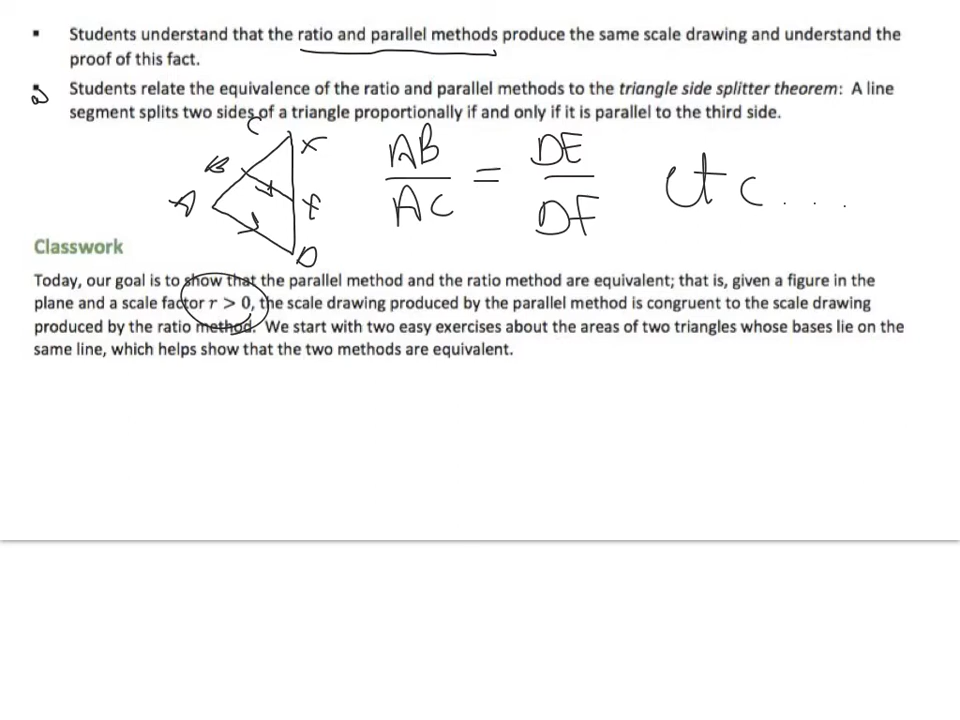 ▪ Students understand that the ratio and parallel methods produce the same scale drawing and understand the
proof of this fact.
Students relate the equivalence of the ratio and parallel methods to the triangle side splitter theorem: A line
segment splits two sides of a triangle proportionally if and only if it is parallel to the third side.
C
B
A
D
AB/AC = DE/DF etc....
Classwork
Today, our goal is to show that the parallel method and the ratio method are equivalent; that is, given a figure in the
plane and a scale factor r > 0, the scale drawing produced by the parallel method is congruent to the scale drawing
produced by the ratio method. We start with two easy exercises about the areas of two triangles whose bases lie on the
same line, which helps show that the two methods are equivalent.